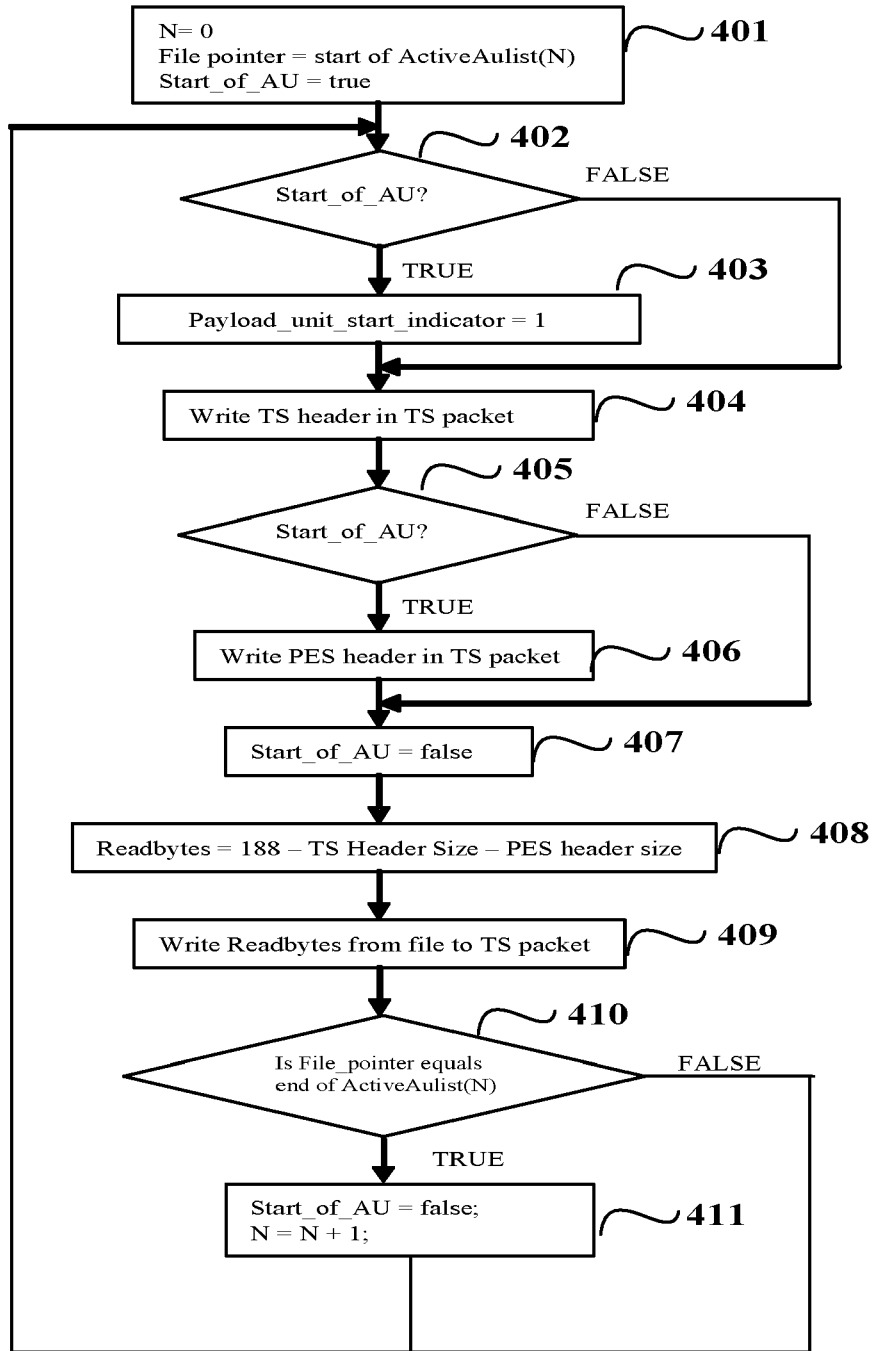 N= 0
File pointer = start of ActiveAulist(N)
Start_of_AU = true
401
402
Start_of_AU?
FALSE
TRUE
403
Payload_unit_start_indicator = 1
Write TS header in TS packet
404
405
Start_of_AU?
FALSE
TRUE
Write PES header in TS packet
406
Start_of_AU = false
407
Readbytes = 188 – TS Header Size – PES header size
408
Write Readbytes from file to TS packet
409
410
Is File_pointer equals
end of ActiveAulist(N)
FALSE
TRUE
Start_of_AU = false;
N = N + 1;
411